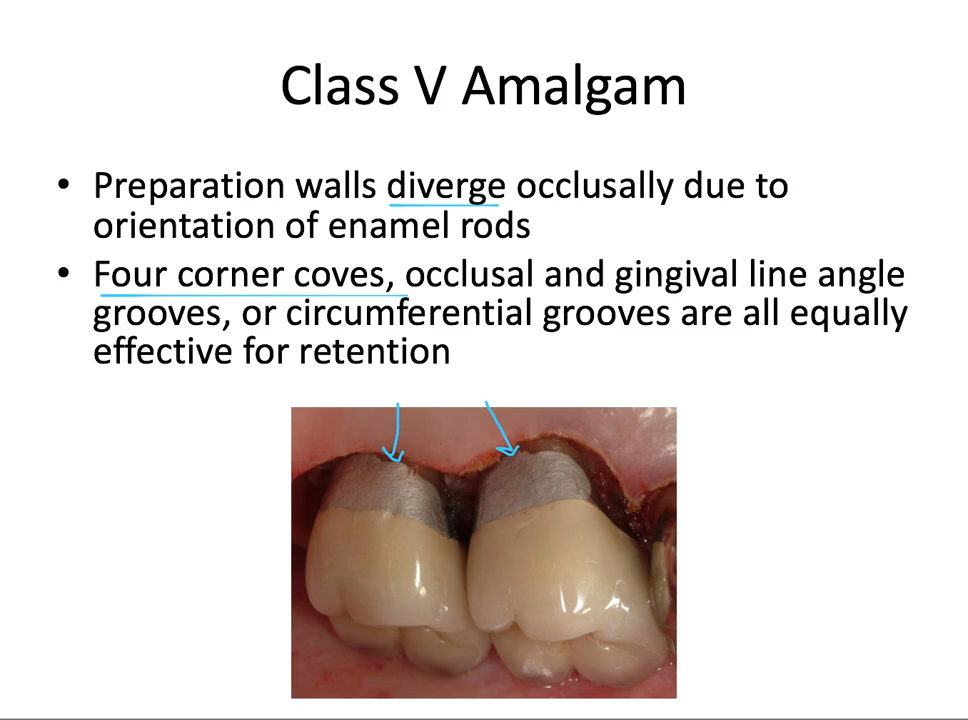 Class V Amalgam
• Preparation walls diverge occlusally due to
orientation of enamel rods
• Four corner coves, occlusal and gingival line angle
grooves, or circumferential grooves are all equally
effective for retention